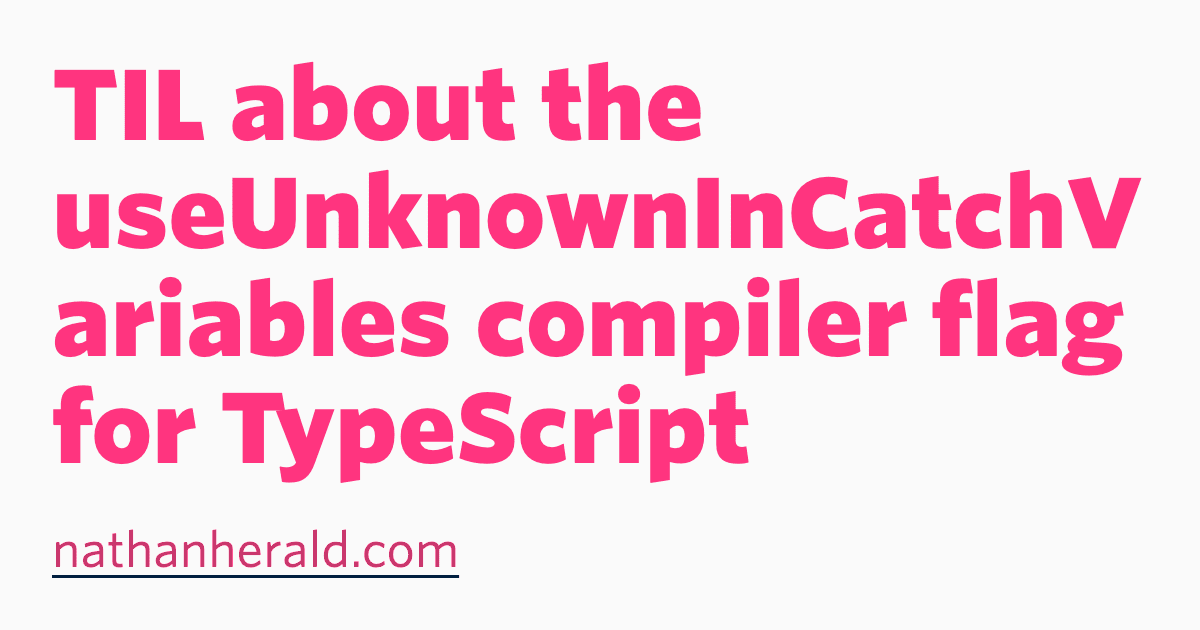 TIL about the
useUnknownInCatchV
ariables compiler flag
for TypeScript
nathanherald.com